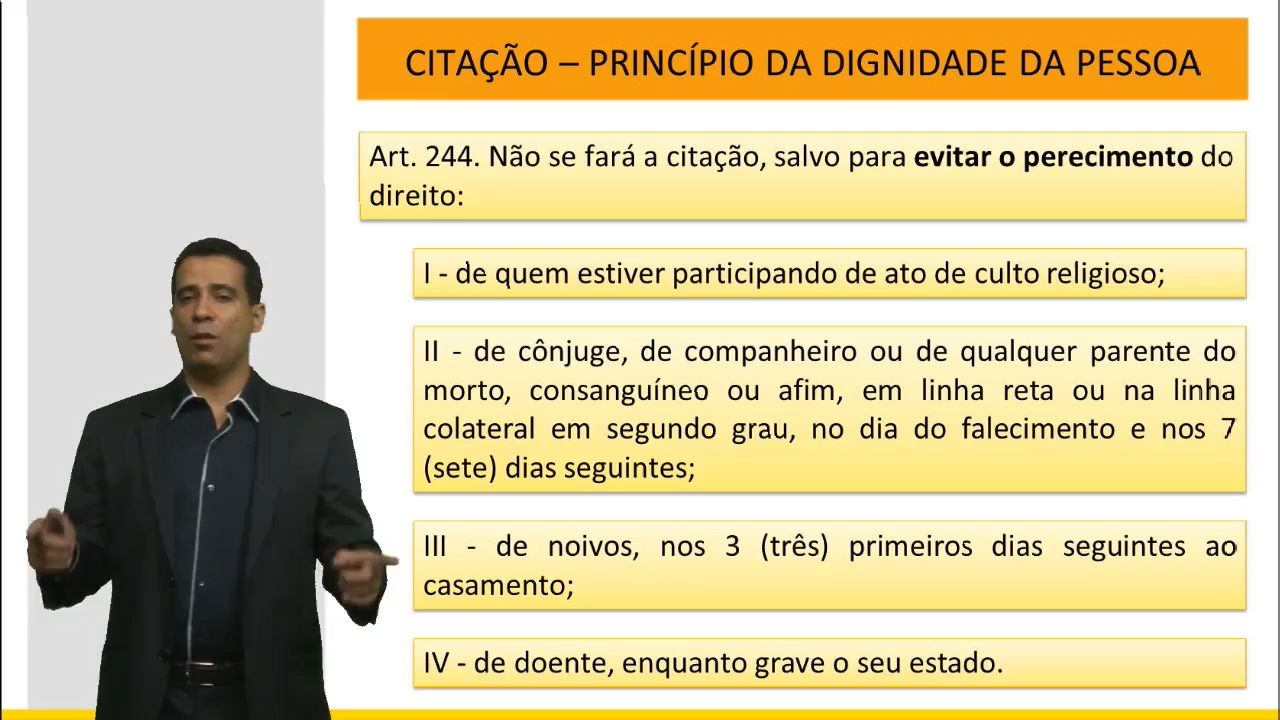 CITAÇÃO – PRINCÍPIO DA DIGNIDADE DA PESSOA
Art. 244. Não se fará a citação, salvo para evitar o perecimento do
direito:
I - de quem estiver participando de ato de culto religioso;
II - de cônjuge, de companheiro ou de qualquer parente do
morto, consanguíneo ou afim, em linha reta ou na linha
colateral em segundo grau, no dia do falecimento e nos 7
(sete) dias seguintes;
III - de noivos, nos 3 (três) primeiros dias seguintes ao
casamento;
IV - de doente, enquanto grave o seu estado.